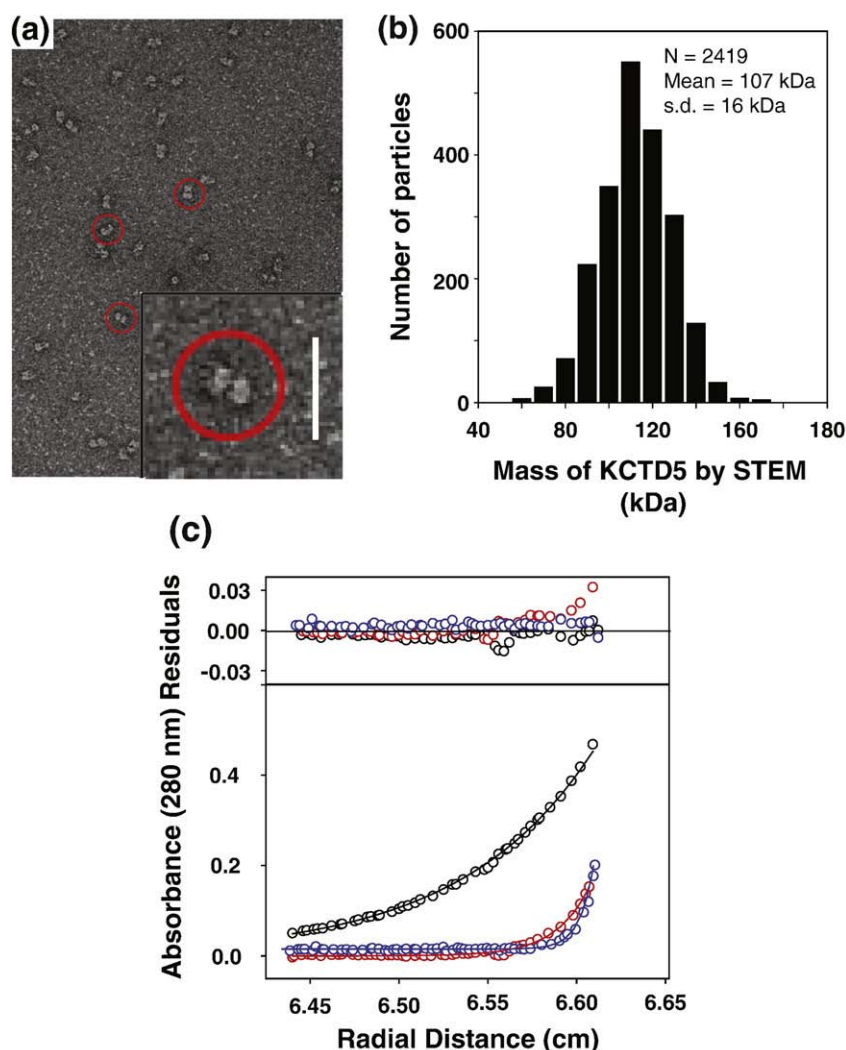 (a)
(b)
600
400
200
0
40
80
120
160
180
N = 2419
Mean = 107 kDa
s.d. = 16 kDa
Number of particles
Mass of KCTD5 by STEM
(kDa)
(c)
0.03
0.00
-0.03
0.4
0.2
0.0
Absorbance (280 nm) Residuals
6.45
6.50
6.55
6.60
6.65
Radial Distance (cm)